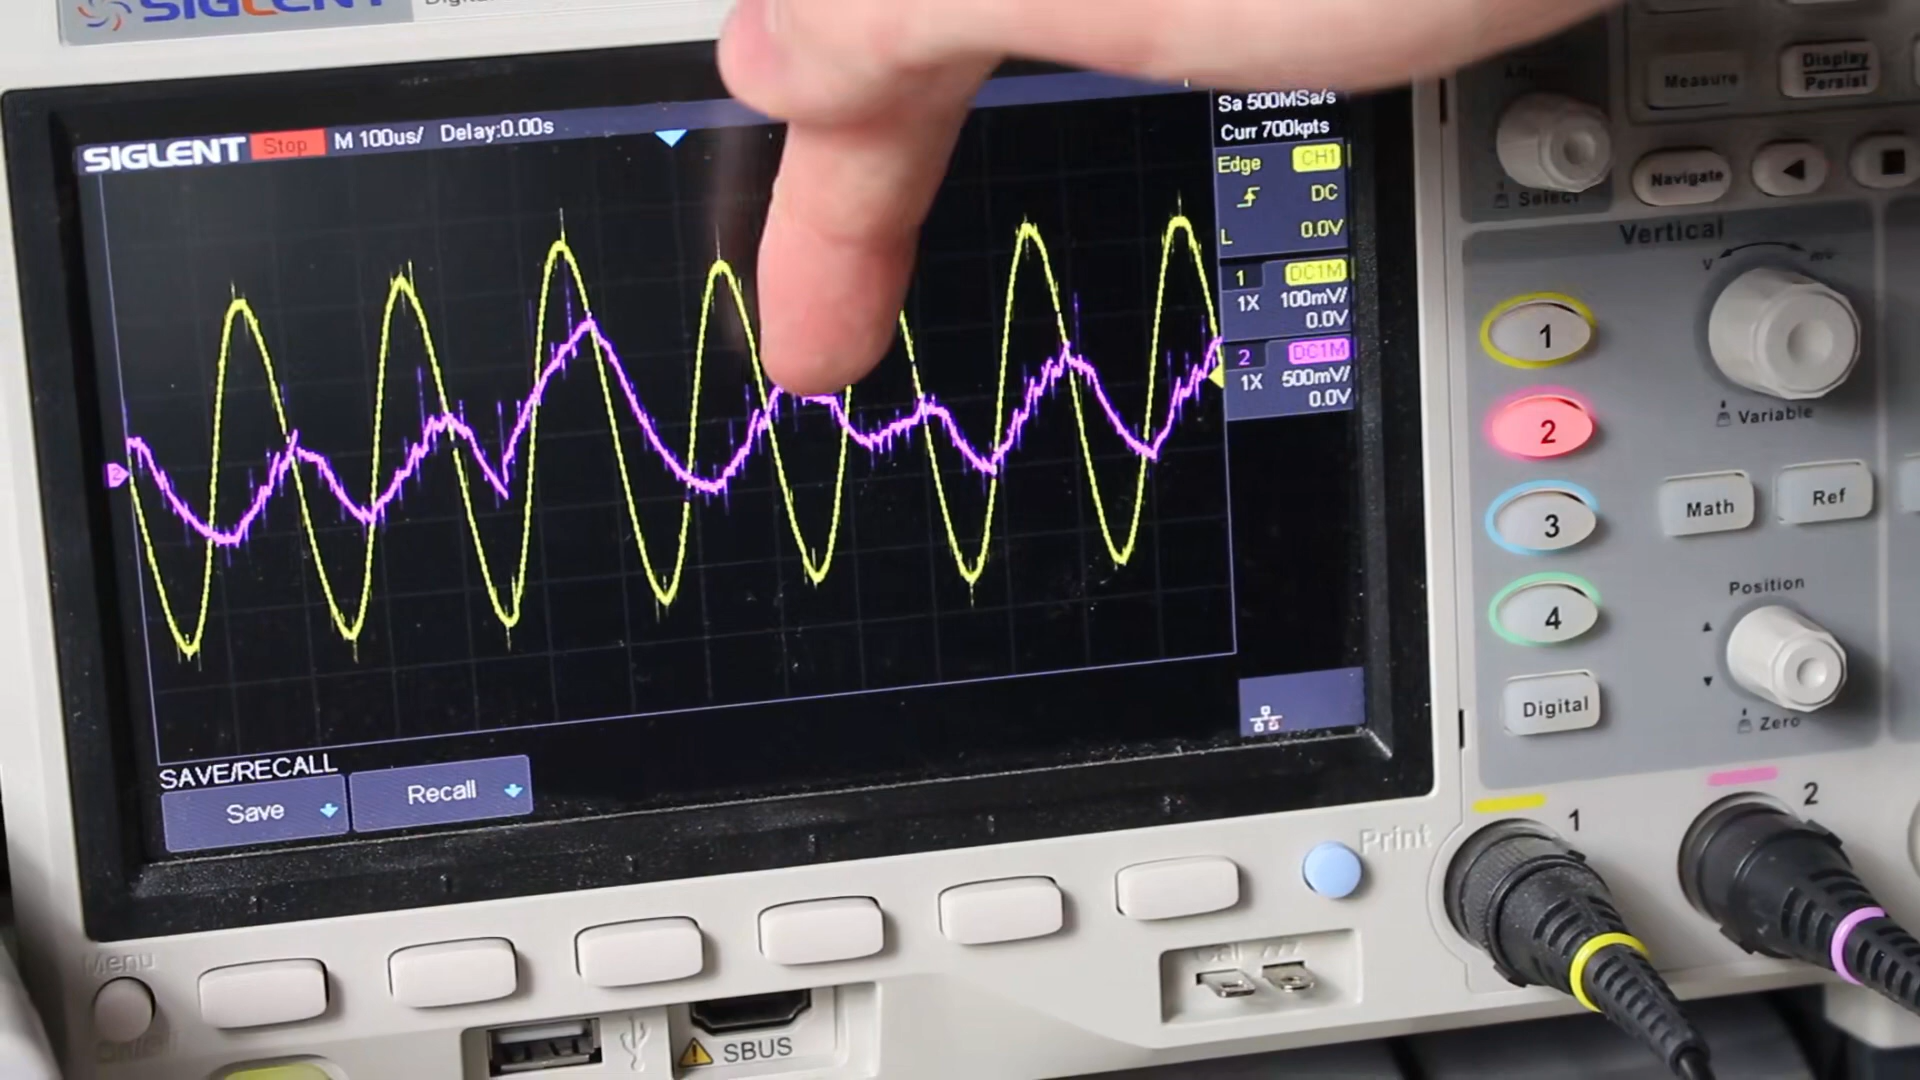 SIGLENT
SIGLENT Stop M 100us/ Delay:0.00s
Sa 500MSa/s
Curr 700kpts
Edge CH1
DC
L 0.0V
1 DC1M
1X 100mV/
0.0V
2 DC1M
1X 500mV/
0.0V
2
SAVE/RECALL
Save Recall
Measure
Display
Persist
Select
Navigate
Vertical
V mV
1
Variable
2
Math Ref
3
Position
4
Digital
Zero
Print
1
2
Menu
SBUS